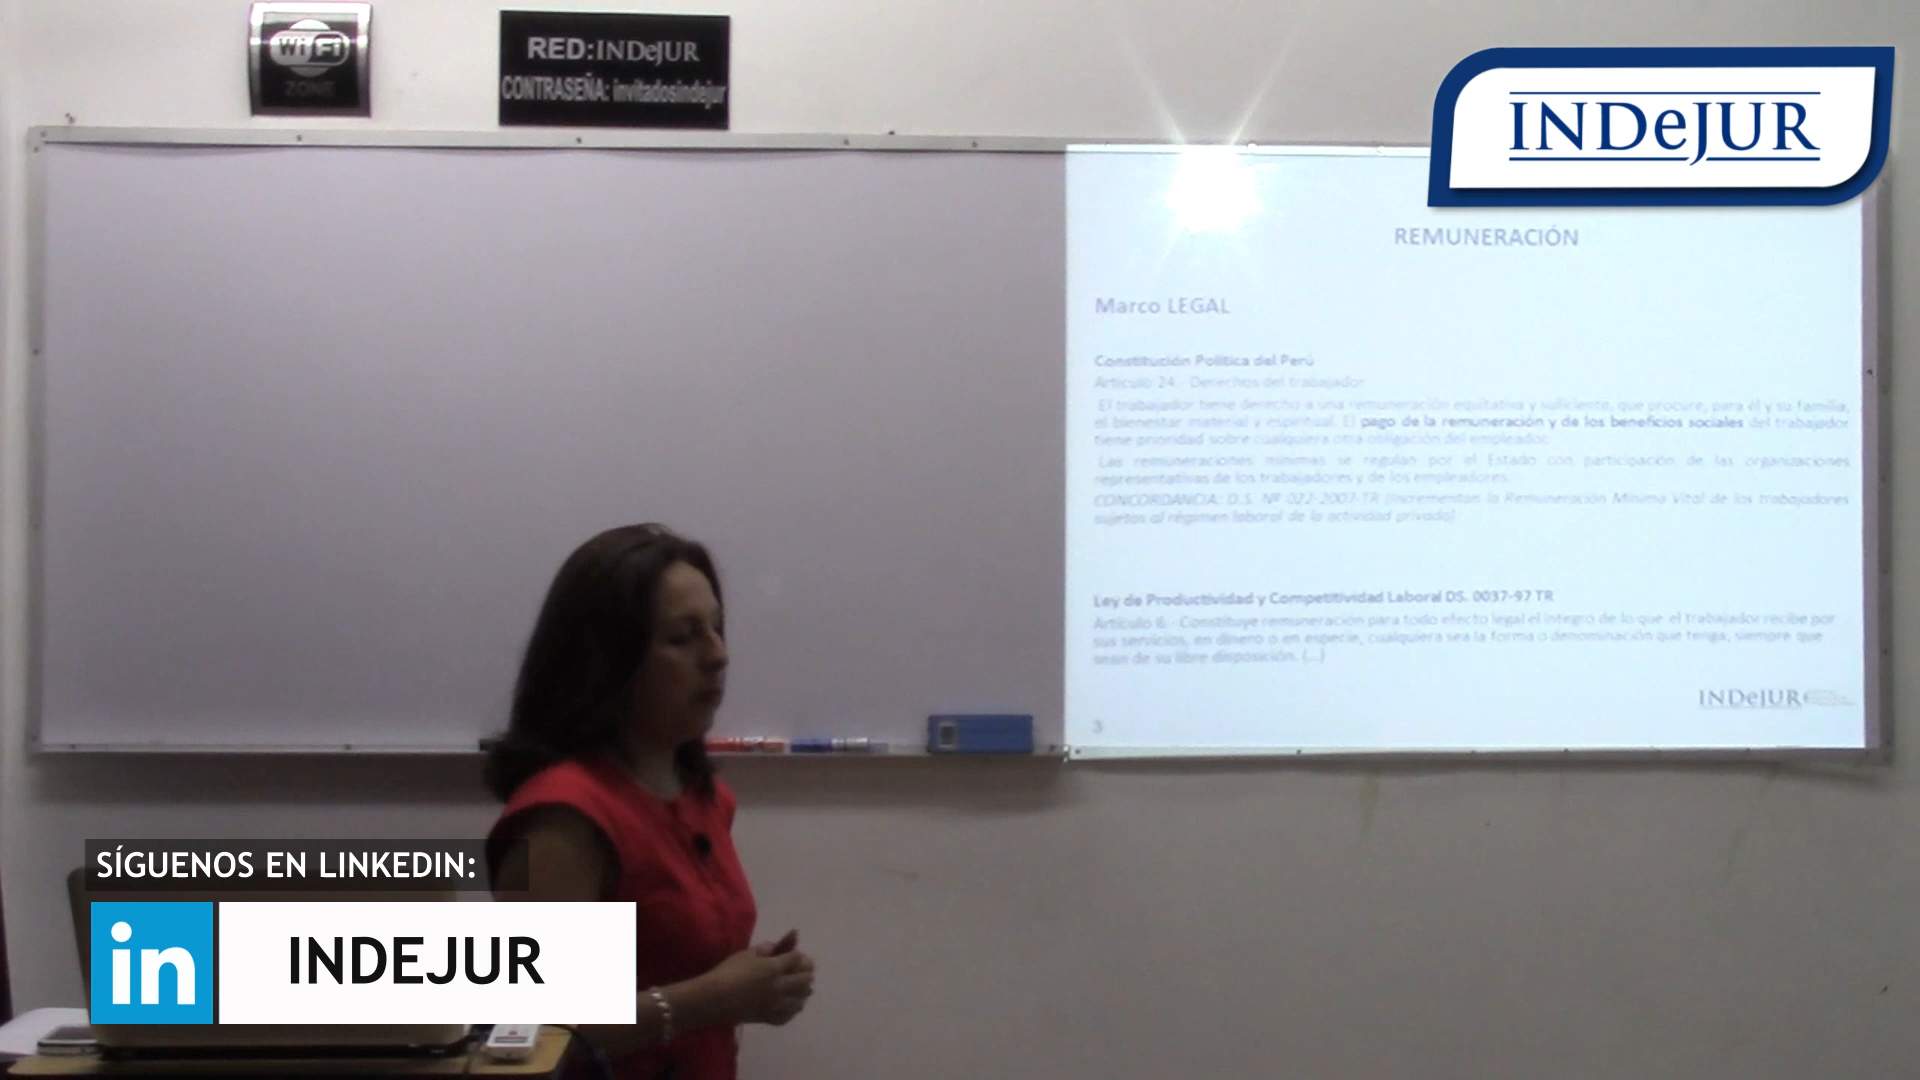 WiFi
ZONE
RED:INDeJUR
CONTRASEÑA: invitadosindejur
INDeJUR
REMUNERACIÓN
Marco LEGAL
Constitución Política del Perú
Artículo 24.- Derechos del trabajador
El trabajador tiene derecho a una remuneración equitativa y suficiente, que procure, para él y su familia,
el bienestar material y espiritual. El pago de la remuneración y de los beneficios sociales del trabajador
tiene prioridad sobre cualquiera otra obligación del empleador.
Las remuneraciones mínimas se regulan por el Estado con participación de las organizaciones
representativas de los trabajadores y de los empleadores.
CONCORDANCIA: D.S. Nº 022-2007-TR (Incrementan la Remuneración Mínima Vital de los trabajadores
sujetos al régimen laboral de la actividad privada)
Ley de Productividad y Competitividad Laboral DS. 0037-97 TR
Artículo 6.- Constituye remuneración para todo efecto legal el íntegro de lo que el trabajador recibe por
sus servicios, en dinero o en especie, cualquiera sea la forma o denominación que tenga, siempre que
sean de su libre disposición. (...)
INDeJUR
3
SÍGUENOS EN LINKEDIN:
in
INDEJUR